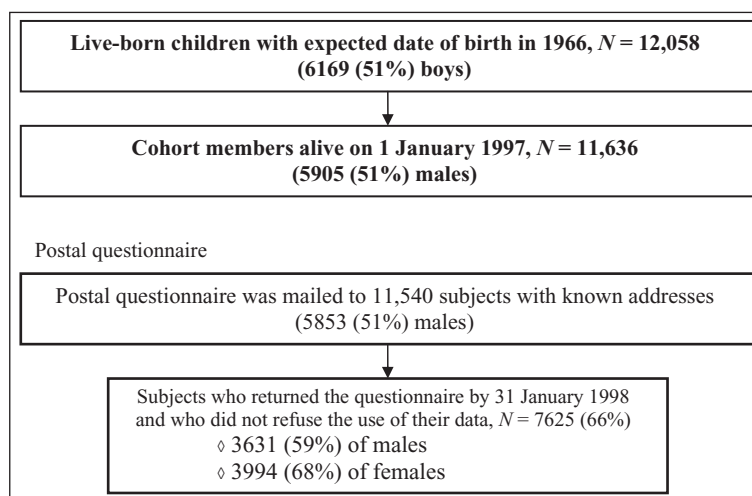 Live-born children with expected date of birth in 1966, N = 12,058
(6169 (51%) boys)
Cohort members alive on 1 January 1997, N = 11,636
(5905 (51%) males)
Postal questionnaire
Postal questionnaire was mailed to 11,540 subjects with known addresses
(5853 (51%) males)
Subjects who returned the questionnaire by 31 January 1998
and who did not refuse the use of their data, N = 7625 (66%)
◊ 3631 (59%) of males
◊ 3994 (68%) of females